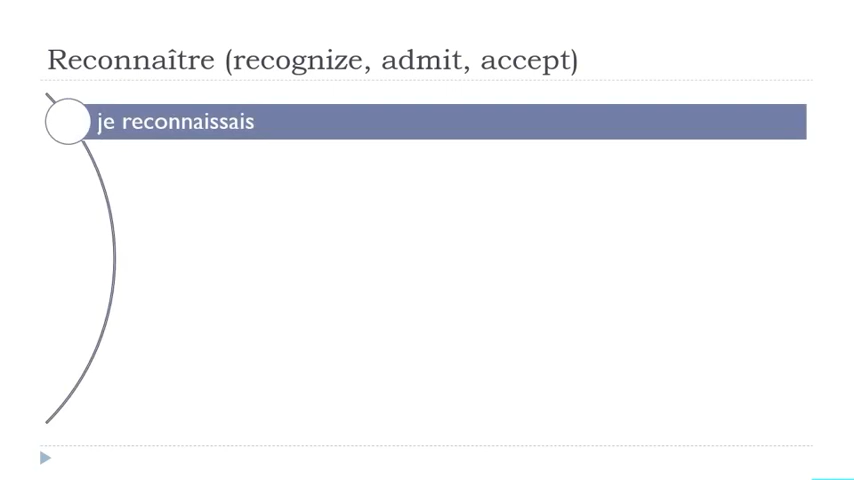 Reconnaître (recognize, admit, accept)
je reconnaissais